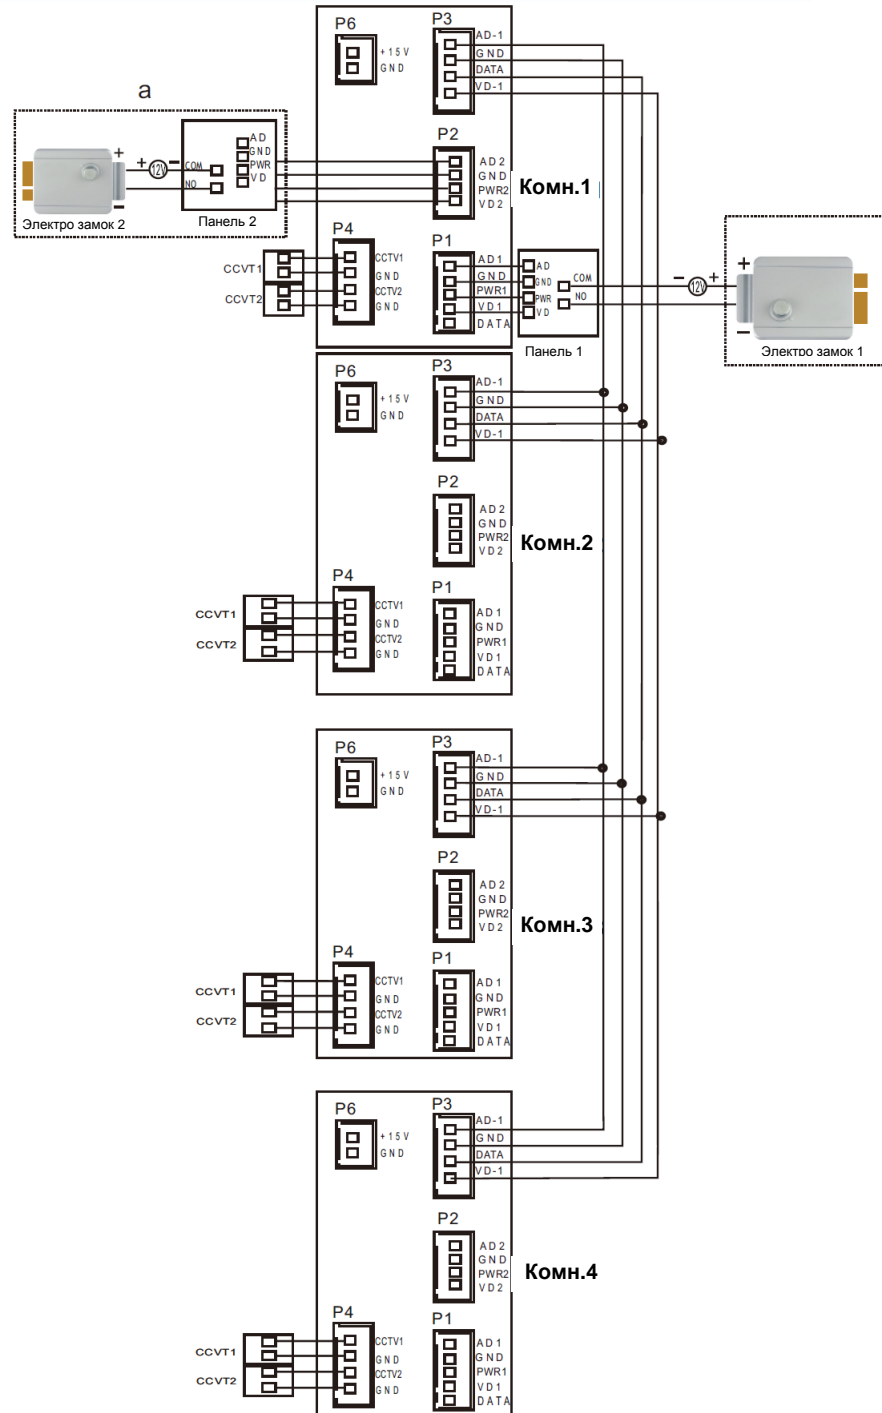 P6
+15V
GND
P3
AD-1
GND
DATA
VD-1
a
+
+ 12V -
COM
NO
-
AD
GND
PWR
VD
Электро замок 2
Панель 2
P2
AD2
GND
PWR2
VD2
Комн.1
P4
CCVT1
CCVT2
CCTV1
GND
CCTV2
GND
P1
AD1
GND
PWR1
VD1
DATA
AD
GND
PWR
VD
COM
NO
- 12V +
+
-
Панель 1
Электро замок 1
P6
+15V
GND
P3
AD-1
GND
DATA
VD-1
P2
AD2
GND
PWR2
VD2
Комн.2
P4
CCVT1
CCVT2
CCTV1
GND
CCTV2
GND
P1
AD1
GND
PWR1
VD1
DATA
P6
+15V
GND
P3
AD-1
GND
DATA
VD-1
P2
AD2
GND
PWR2
VD2
Комн.3
P4
CCVT1
CCVT2
CCTV1
GND
CCTV2
GND
P1
AD1
GND
PWR1
VD1
DATA
P6
+15V
GND
P3
AD-1
GND
DATA
VD-1
P2
AD2
GND
PWR2
VD2
Комн.4
P4
CCVT1
CCVT2
CCTV1
GND
CCTV2
GND
P1
AD1
GND
PWR1
VD1
DATA